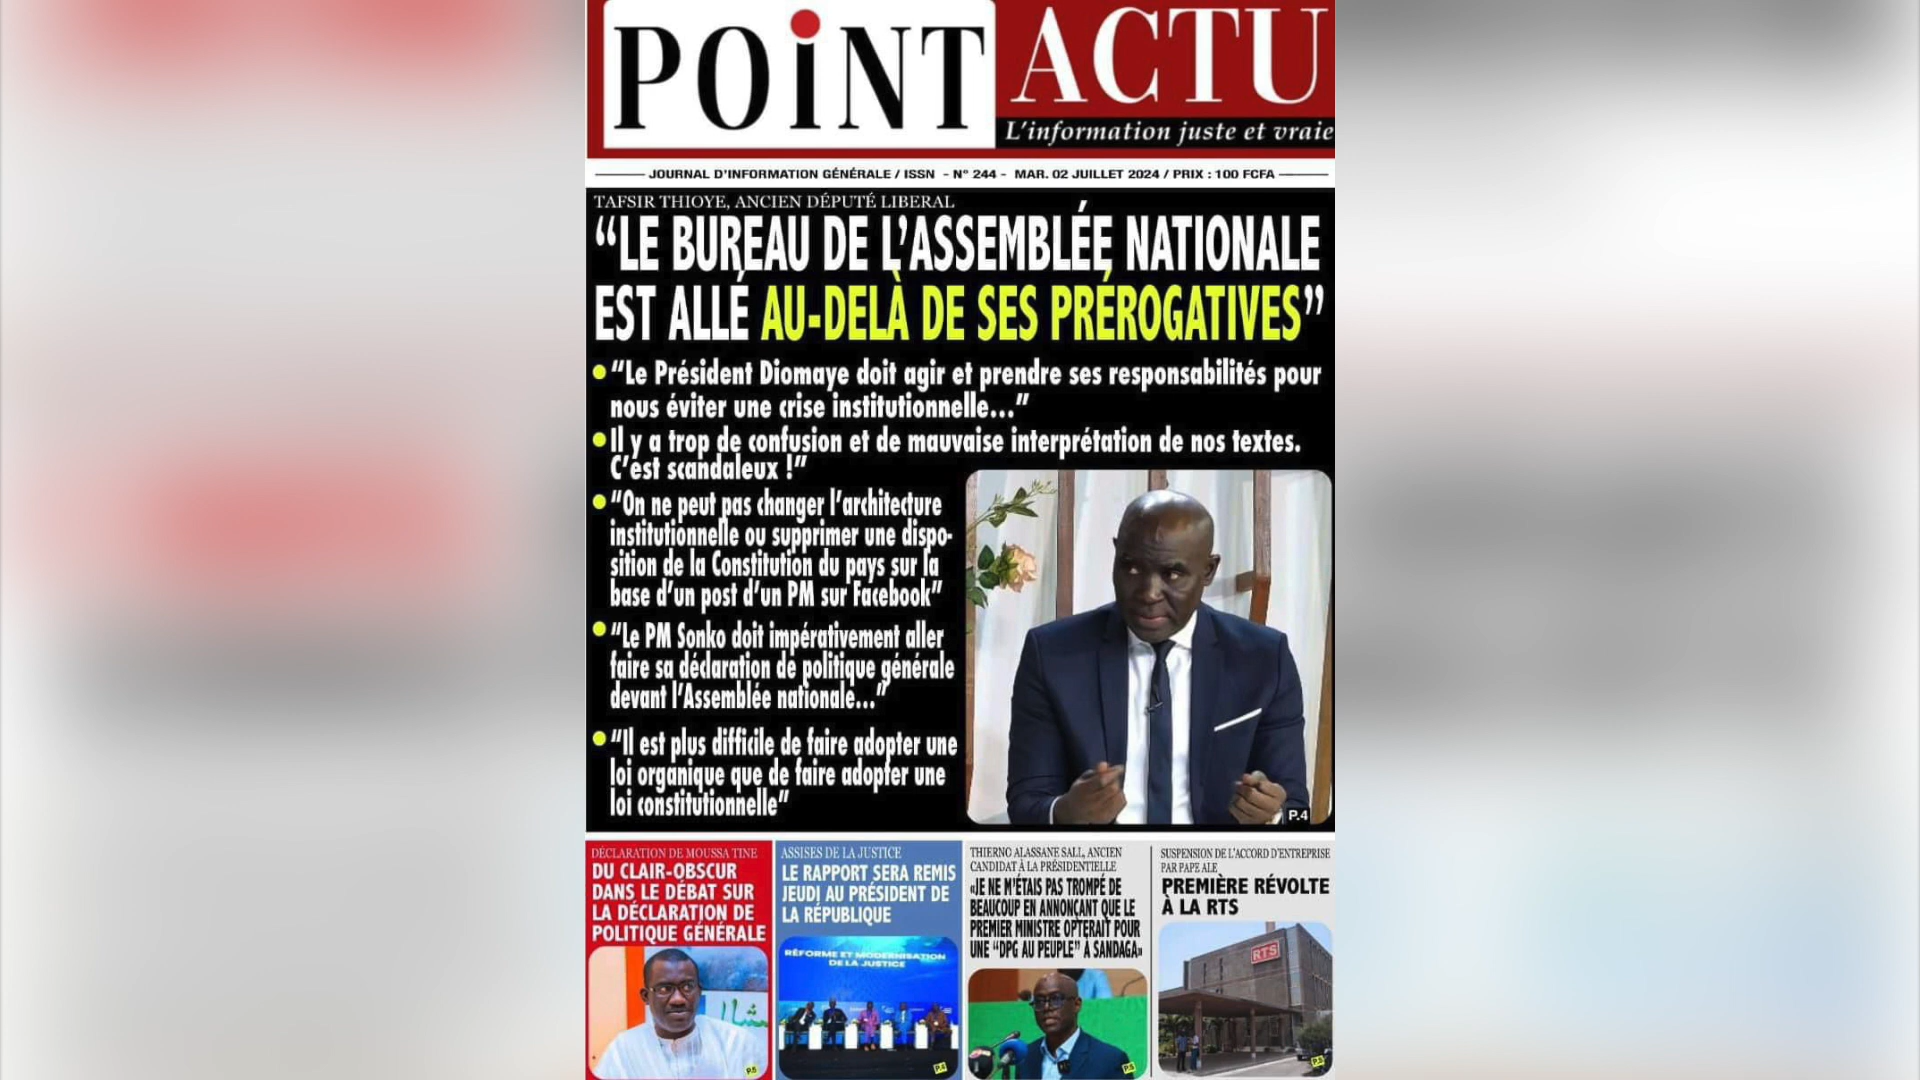 POiNT ACTU
L'information juste et vraie
JOURNAL D'INFORMATION GÉNÉRALE / ISSN - N° 244 - MAR. 02 JUILLET 2024 / PRIX : 100 FCFA
TAFSIR THIOYE, ANCIEN DÉPUTÉ LIBERAL
“LE BUREAU DE L’ASSEMBLÉE NATIONALE
EST ALLÉ AU-DELÀ DE SES PRÉROGATIVES”
“Le Président Diomaye doit agir et prendre ses responsabilités pour
nous éviter une crise institutionnelle...”
Il y a trop de confusion et de mauvaise interprétation de nos textes.
C’est scandaleux !”
“On ne peut pas changer l’architecture
institutionnelle ou supprimer une dispo-
sition de la Constitution du pays sur la
base d’un post d’un PM sur Facebook”
“Le PM Sonko doit impérativement aller
faire sa déclaration de politique générale
devant l’Assemblée nationale...”
“Il est plus difficile de faire adopter une
loi organique que de faire adopter une
loi constitutionnelle”
P.4
DÉCLARATION DE MOUSSA TINE
DU CLAIR-OBSCUR
DANS LE DÉBAT SUR
LA DÉCLARATION DE
POLITIQUE GÉNÉRALE
ASSISES DE LA JUSTICE
LE RAPPORT SERA REMIS
JEUDI AU PRÉSIDENT DE
LA RÉPUBLIQUE
RÉFORME ET MODERNISATION
DE LA JUSTICE
P.4
THIERNO ALASSANE SALL, ANCIEN
CANDIDAT À LA PRÉSIDENTIELLE
«JE NE M’ÉTAIS PAS TROMPÉ DE
BEAUCOUP EN ANNONÇANT QUE LE
PREMIER MINISTRE OPTERAIT POUR
UNE “DPG AU PEUPLE” À SANDAGA»
SUSPENSION DE L’ACCORD D’ENTREPRISE
PAR PAPE ALE
PREMIÈRE RÉVOLTE
À LA RTS
RTS